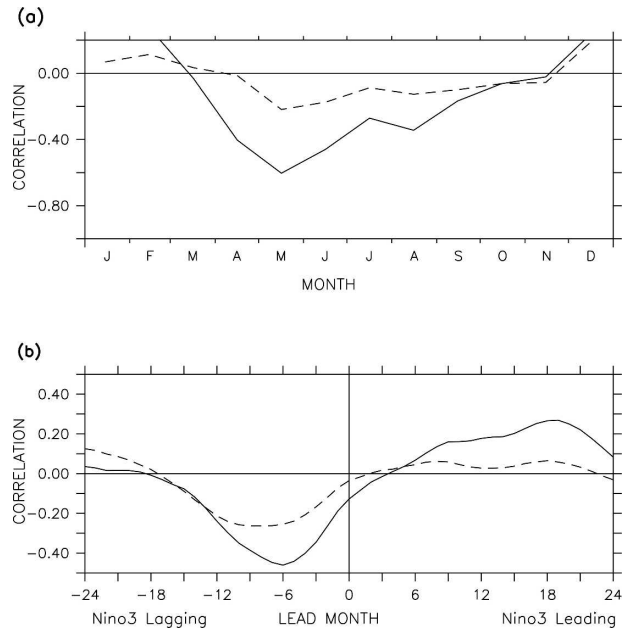 (a)
0.00
−0.40
−0.80
CORRELATION
J F M A M J J A S O N D
MONTH
(b)
0.40
0.20
0.00
−0.20
−0.40
CORRELATION
−24 −18 −12 −6 0 6 12 18 24
Nino3 Lagging LEAD MONTH Nino3 Leading